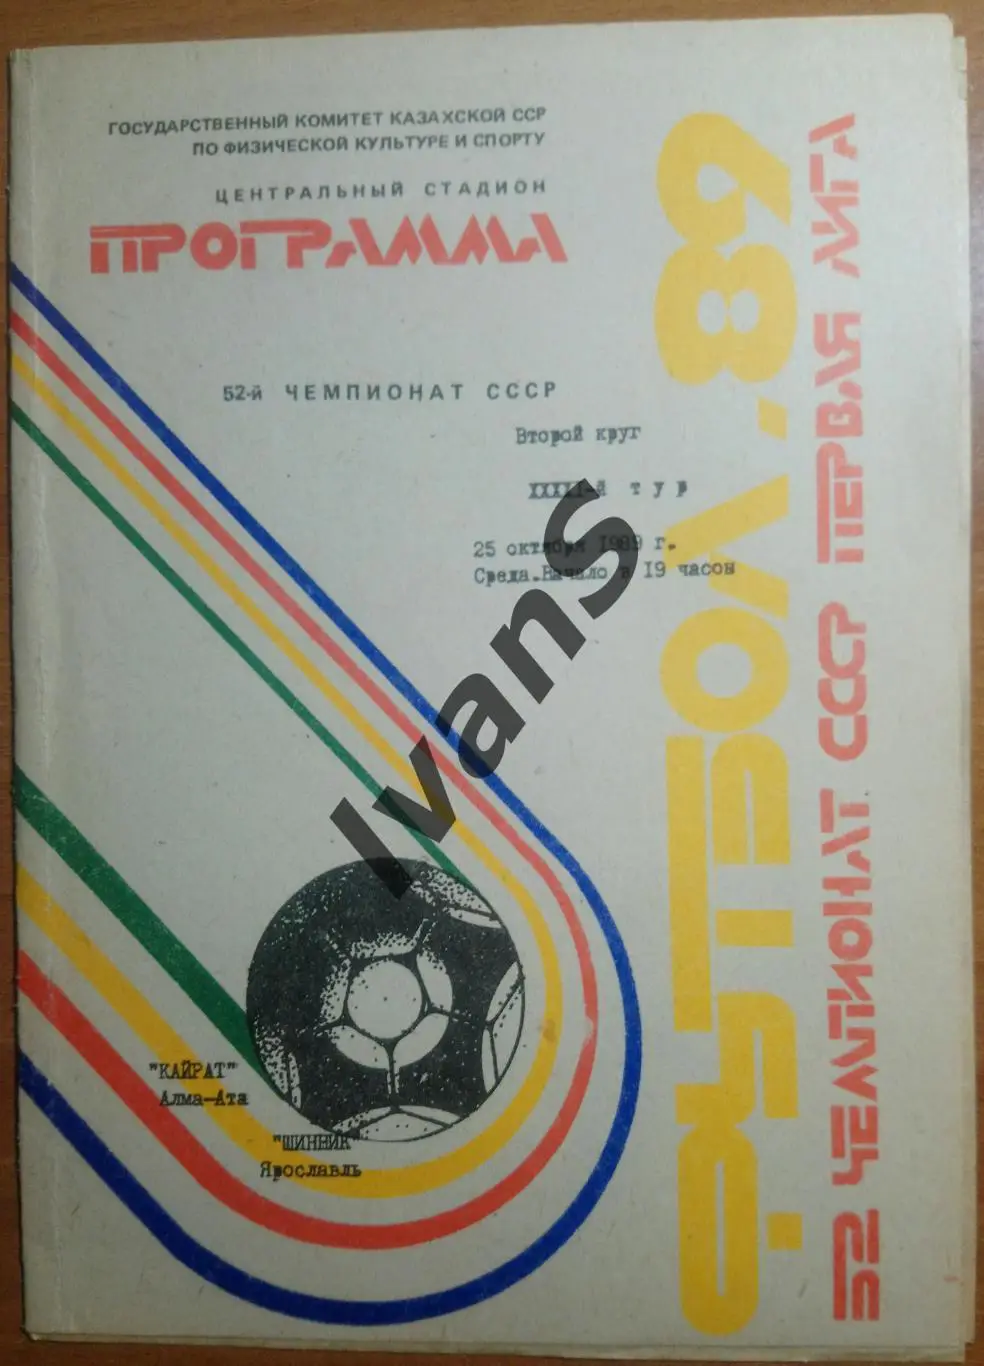 ГОСУДАРСТВЕННЫЙ КОМИТЕТ КАЗАХСКОЙ ССР
ПО ФИЗИЧЕСКОЙ КУЛЬТУРЕ И СПОРТУ
ЦЕНТРАЛЬНЫЙ СТАДИОН
ПРОГРАММА
52-й ЧЕМПИОНАТ СССР
Второй круг
XXXXI-й тур
25 октября 1989 г.
Среда.Начало в 19 часов
"КАЙРАТ"
Алма-Ата
"ШИННИК"
Ярославль
ФУТБОЛ'89
52 ЧЕМПИОНАТ СССР ПЕРВАЯ ЛИГА
Ivans